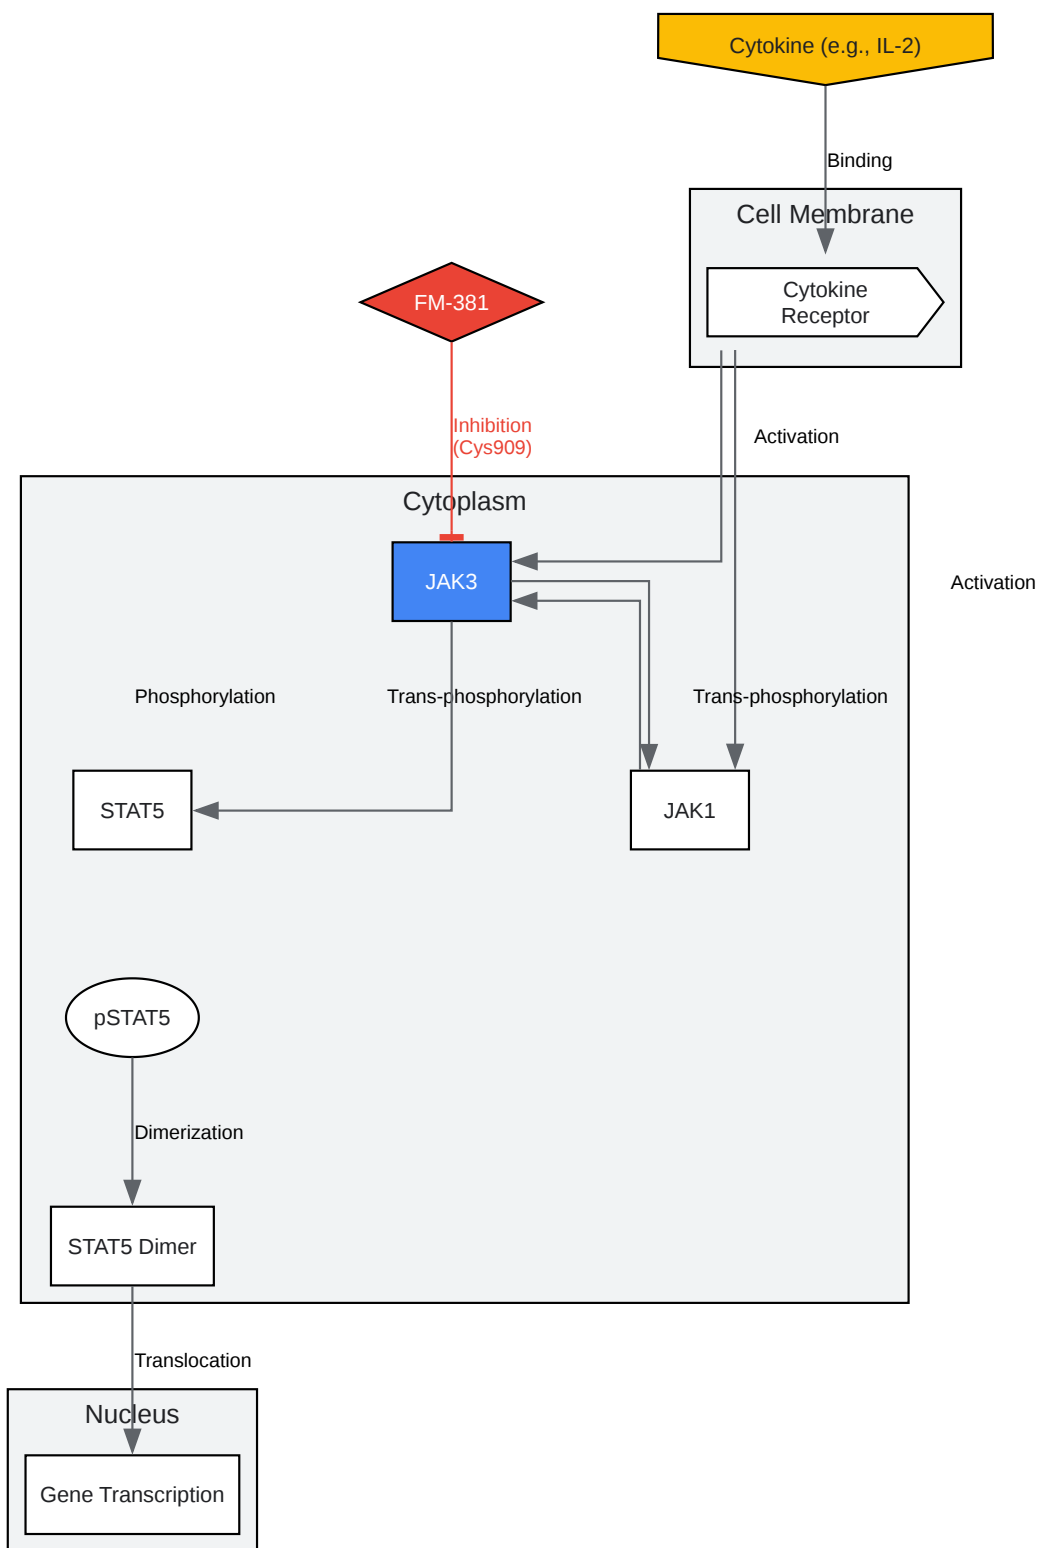 Cytokine (e.g., IL-2)
Binding
Cell Membrane
Cytokine
Receptor
FM-381
Inhibition
(Cys909)
Activation
Cytoplasm
JAK3
Activation
Phosphorylation
Trans-phosphorylation
Trans-phosphorylation
STAT5
JAK1
pSTAT5
Dimerization
STAT5 Dimer
Translocation
Nucleus
Gene Transcription